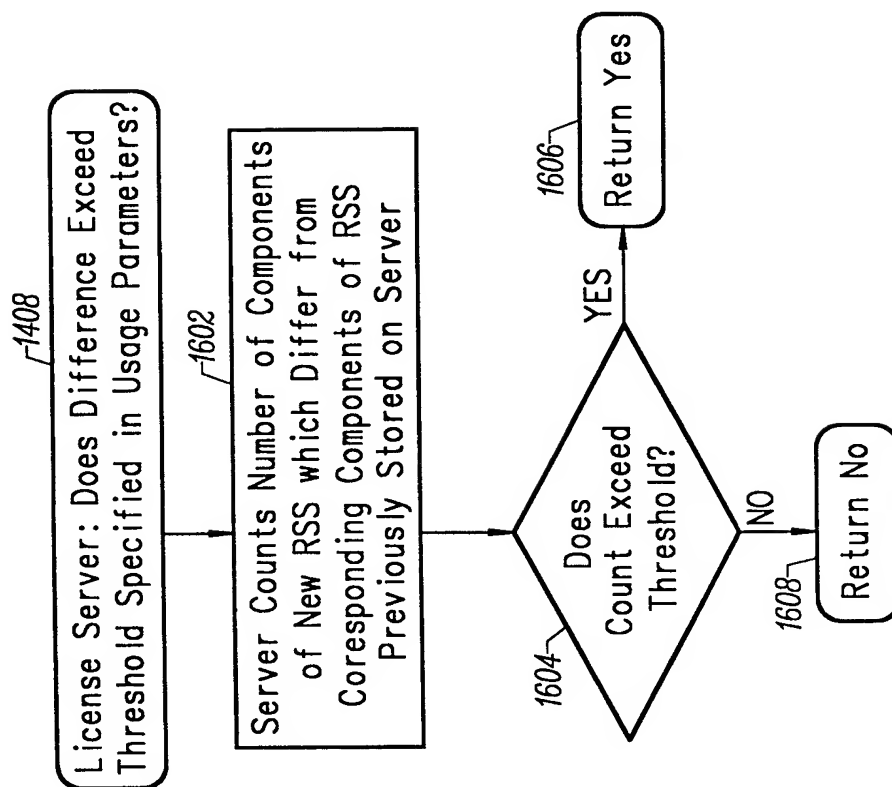 1408
License Server: Does Difference Exceed
Threshold Specified in Usage Parameters?
1602
Server Counts Number of Components
of New RSS which Differ from
Coresponding Components of RSS
Previously Stored on Server
1604
Does
Count Exceed
Threshold?
YES
1606
Return Yes
NO
1608
Return No